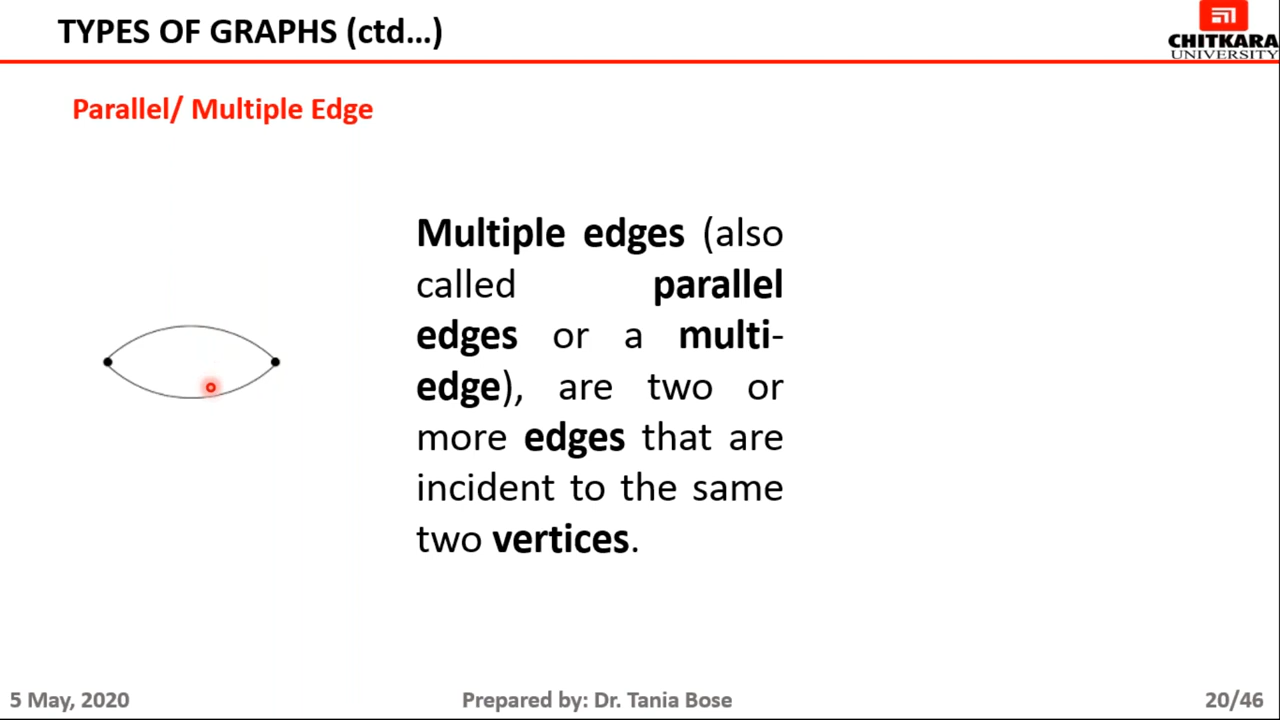 TYPES OF GRAPHS (ctd...)
CHITKARA
UNIVERSITY
Parallel/ Multiple Edge
Multiple edges (also
called parallel
edges or a multi-
edge), are two or
more edges that are
incident to the same
two vertices.
5 May, 2020
Prepared by: Dr. Tania Bose
20/46